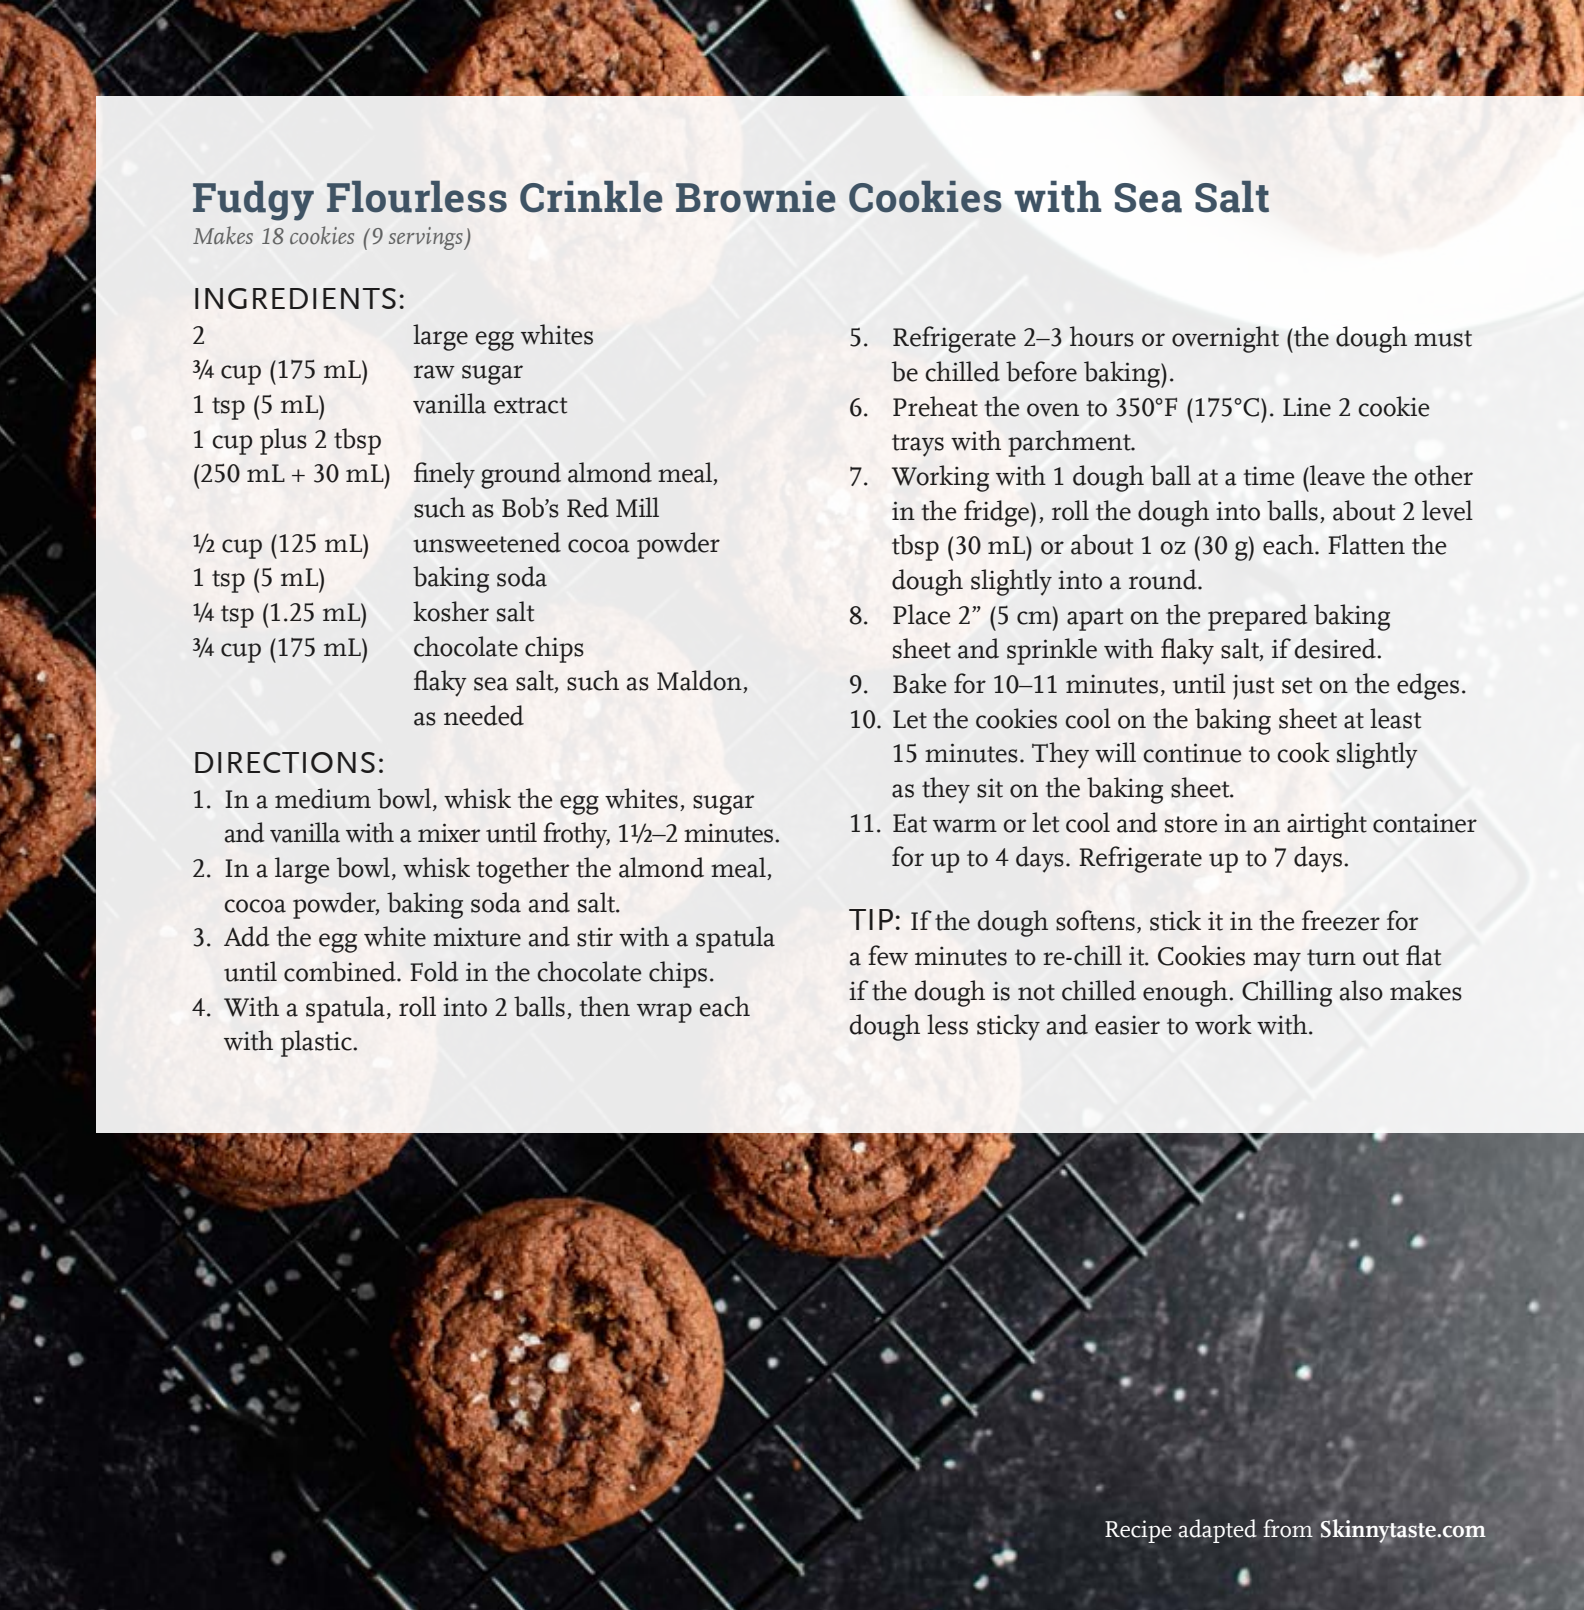 Fudgy Flourless Crinkle Brownie Cookies with Sea Salt
Makes 18 cookies (9 servings)
INGREDIENTS:
2 large egg whites
¾ cup (175 mL) raw sugar
1 tsp (5 mL) vanilla extract
1 cup plus 2 tbsp
(250 mL + 30 mL) finely ground almond meal,
such as Bob’s Red Mill
½ cup (125 mL) unsweetened cocoa powder
1 tsp (5 mL) baking soda
¼ tsp (1.25 mL) kosher salt
¾ cup (175 mL) chocolate chips
flaky sea salt, such as Maldon,
as needed
DIRECTIONS:
1. In a medium bowl, whisk the egg whites, sugar
and vanilla with a mixer until frothy, 1½–2 minutes.
2. In a large bowl, whisk together the almond meal,
cocoa powder, baking soda and salt.
3. Add the egg white mixture and stir with a spatula
until combined. Fold in the chocolate chips.
4. With a spatula, roll into 2 balls, then wrap each
with plastic.
5. Refrigerate 2–3 hours or overnight (the dough must
be chilled before baking).
6. Preheat the oven to 350°F (175°C). Line 2 cookie
trays with parchment.
7. Working with 1 dough ball at a time (leave the other
in the fridge), roll the dough into balls, about 2 level
tbsp (30 mL) or about 1 oz (30 g) each. Flatten the
dough slightly into a round.
8. Place 2” (5 cm) apart on the prepared baking
sheet and sprinkle with flaky salt, if desired.
9. Bake for 10–11 minutes, until just set on the edges.
10. Let the cookies cool on the baking sheet at least
15 minutes. They will continue to cook slightly
as they sit on the baking sheet.
11. Eat warm or let cool and store in an airtight container
for up to 4 days. Refrigerate up to 7 days.
TIP: If the dough softens, stick it in the freezer for
a few minutes to re-chill it. Cookies may turn out flat
if the dough is not chilled enough. Chilling also makes
dough less sticky and easier to work with.
Recipe adapted from Skinnytaste.com